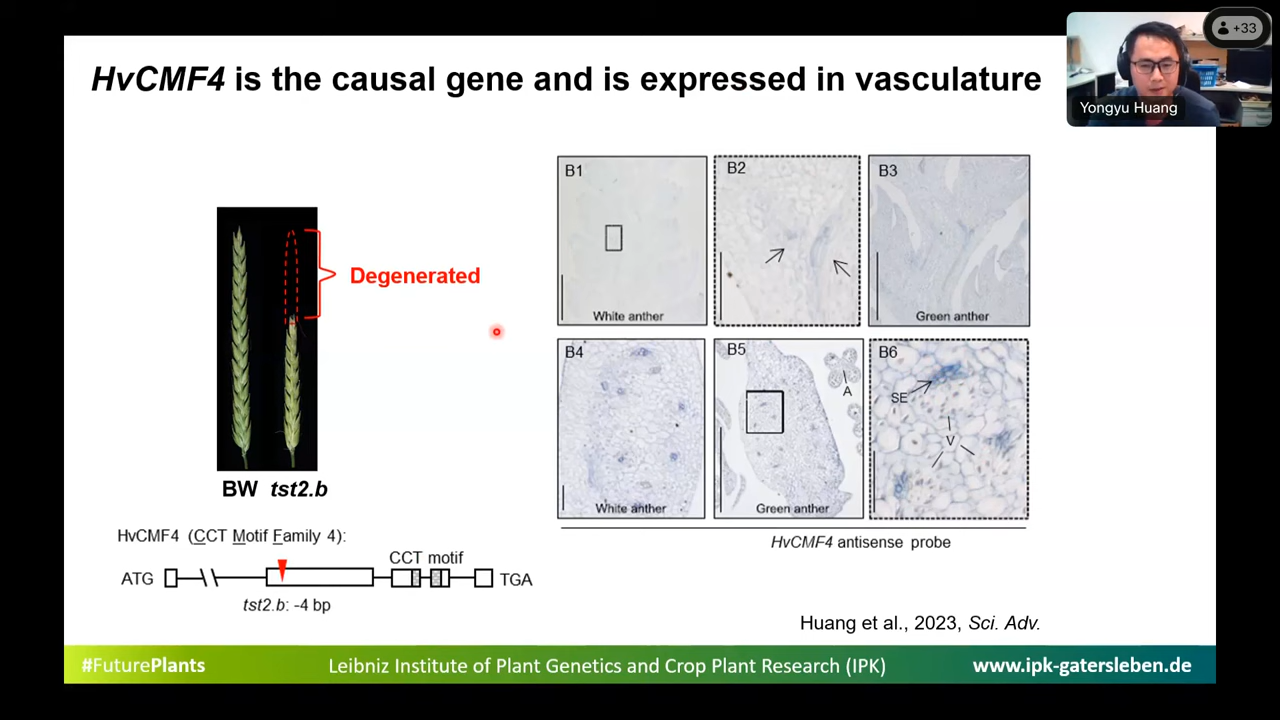 HvCMF4 is the causal gene and is expressed in vasculature
+33
Yongyu Huang
Degenerated
BW tst2.b
HvCMF4 (CCT Motif Family 4):
CCT motif
ATG
TGA
tst2.b: -4 bp
B1
White anther
B2
B3
Green anther
B4
White anther
B5
A
Green anther
B6
SE
V
HvCMF4 antisense probe
Huang et al., 2023, Sci. Adv.
#FuturePlants
Leibniz Institute of Plant Genetics and Crop Plant Research (IPK)
www.ipk-gatersleben.de